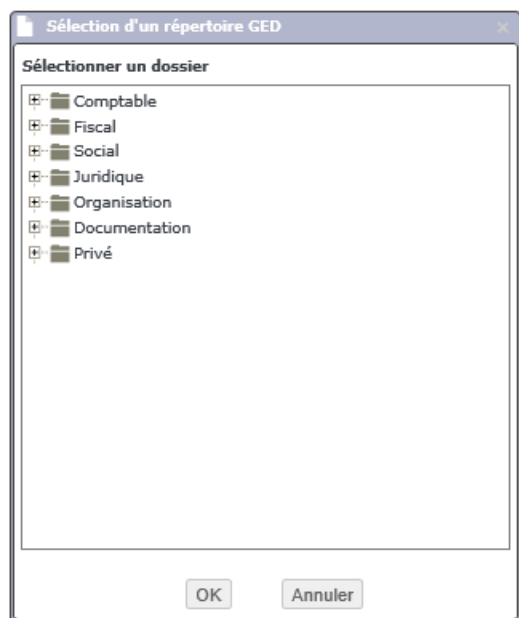 Sélection d'un répertoire GED
Sélectionner un dossier
Comptable
Fiscal
Social
Juridique
Organisation
Documentation
Privé
OK Annuler